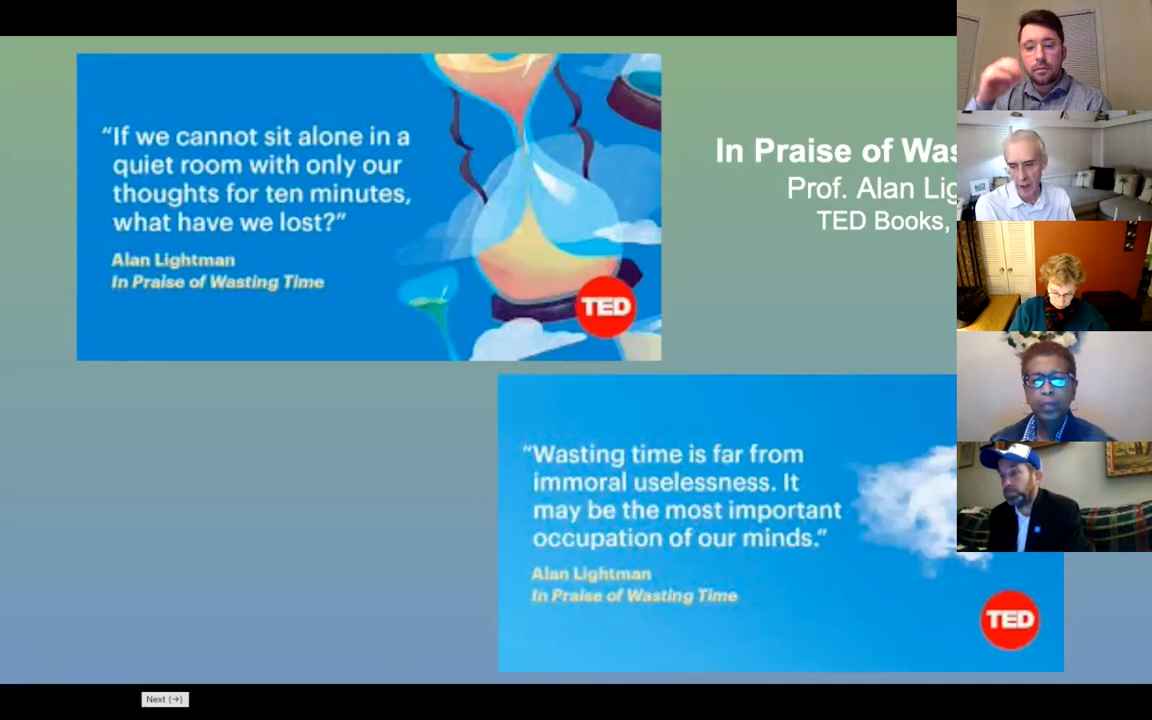 “If we cannot sit alone in a
quiet room with only our
thoughts for ten minutes,
what have we lost?”
Alan Lightman
In Praise of Wasting Time
TED
In Praise of Was
Prof. Alan Lig
TED Books,
“Wasting time is far from
immoral uselessness. It
may be the most important
occupation of our minds.”
Alan Lightman
In Praise of Wasting Time
TED
Next (→)